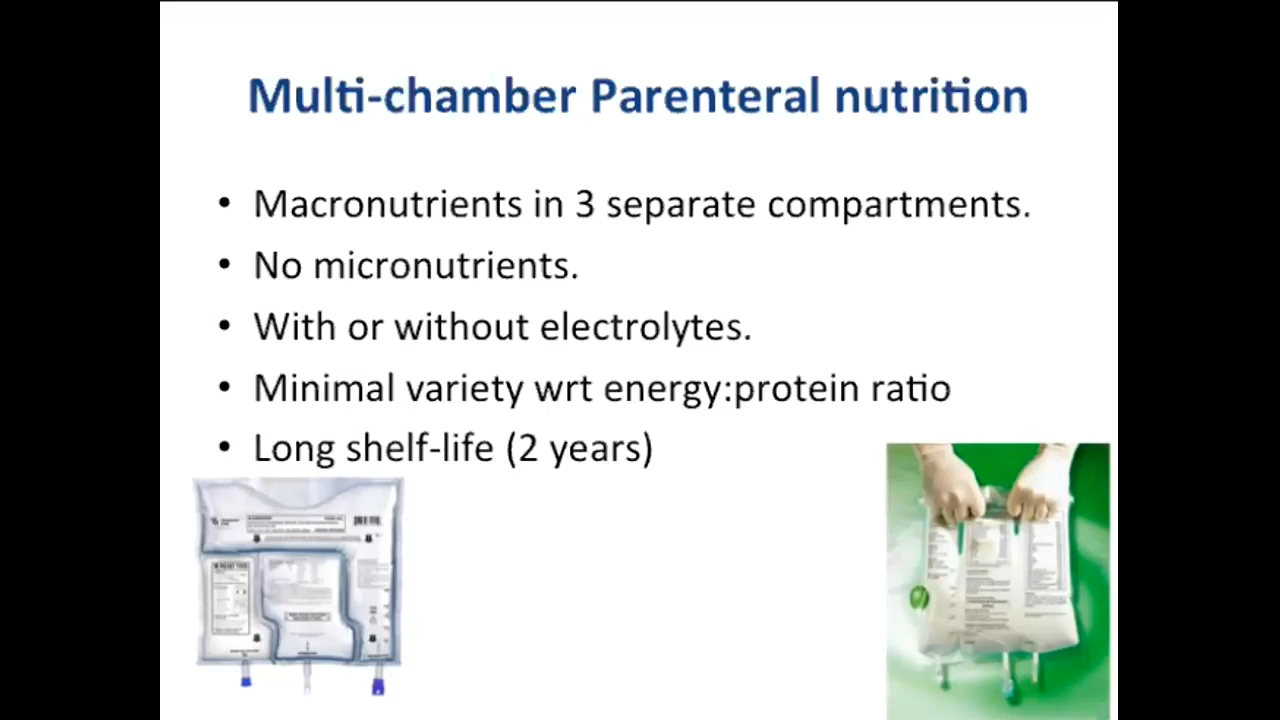 Multi-chamber Parenteral nutrition
• Macronutrients in 3 separate compartments.
• No micronutrients.
• With or without electrolytes.
• Minimal variety wrt energy:protein ratio
• Long shelf-life (2 years)